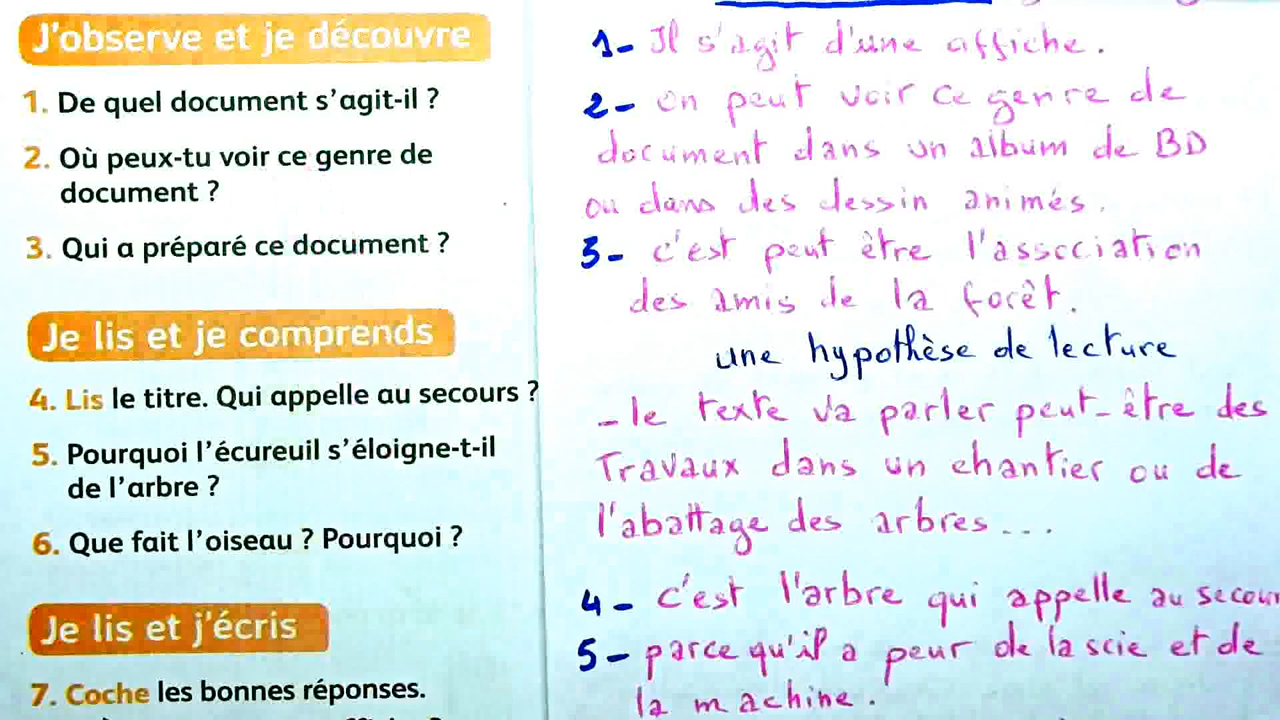 J'observe et je découvre
1. De quel document s'agit-il ?
2. Où peux-tu voir ce genre de
document ?
3. Qui a préparé ce document ?
Je lis et je comprends
4. Lis le titre. Qui appelle au secours ?
5. Pourquoi l'écureuil s'éloigne-t-il
de l'arbre ?
6. Que fait l'oiseau ? Pourquoi ?
Je lis et j'écris
7. Coche les bonnes réponses.
1- Il s'agit d'une affiche.
2- On peut voir ce genre de
document dans un album de BD
ou dans des dessin animés.
3- c'est peut être l'association
des amis de la forêt.
une hypothèse de lecture
- le texte va parler peut-être des
Travaux dans un chantier ou de
l'abattage des arbres...
4- c'est l'arbre qui appelle au secour
5- parce qu'il a peur de la scie et de
la machine.